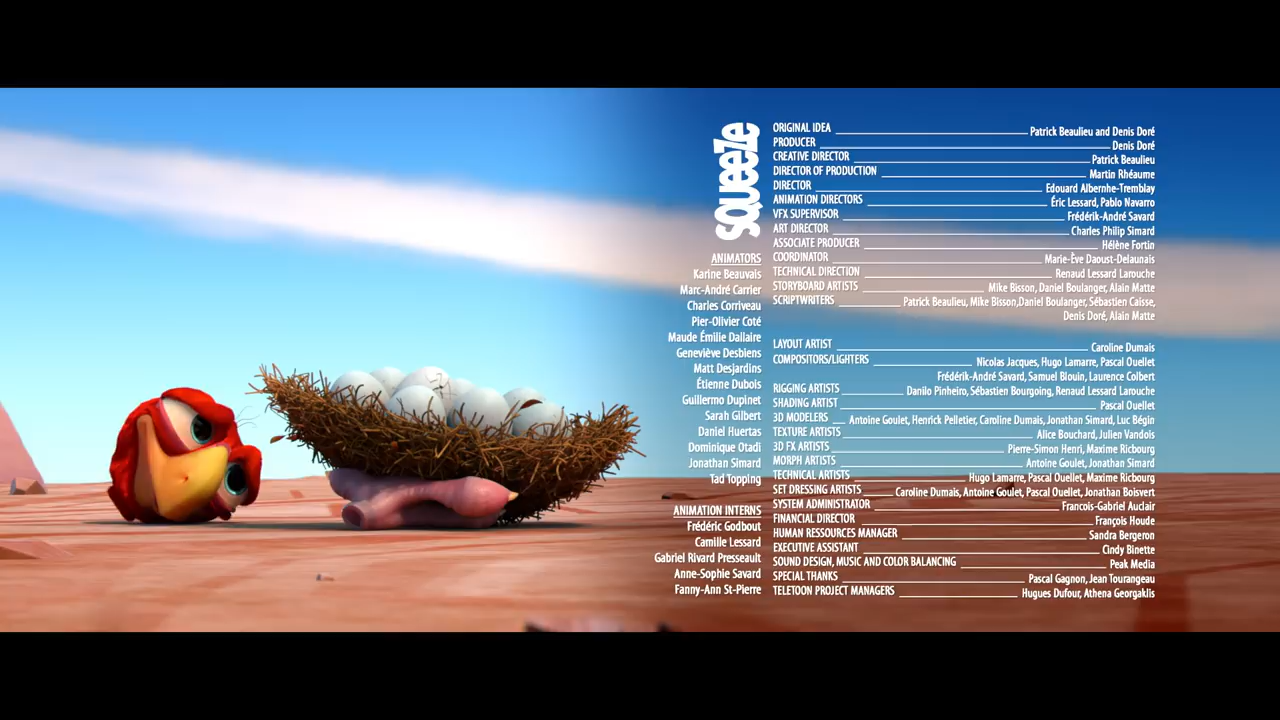 squeeze
ANIMATORS
Karine Beauvais
Marc-André Carrier
Charles Corriveau
Pier-Olivier Coté
Maude Émilie Dallaire
Geneviève Desbiens
Matt Desjardins
Étienne Dubois
Guillermo Dupinet
Sarah Gilbert
Daniel Huertas
Dominique Otadi
Jonathan Simard
Tad Topping
ANIMATION INTERNS
Frédéric Godbout
Camille Lessard
Gabriel Rivard Presseault
Anne-Sophie Savard
Fanny-Ann St-Pierre
ORIGINAL IDEA Patrick Beaulieu and Denis Doré
PRODUCER Denis Doré
CREATIVE DIRECTOR Patrick Beaulieu
DIRECTOR OF PRODUCTION Martin Rhéaume
DIRECTOR Edouard Albernhe-Tremblay
ANIMATION DIRECTORS Éric Lessard, Pablo Navarro
VFX SUPERVISOR Frédérik-André Savard
ART DIRECTOR Charles Philip Simard
ASSOCIATE PRODUCER Hélène Fortin
COORDINATOR Marie-Ève Daoust-Delaunais
TECHNICAL DIRECTION Renaud Lessard Larouche
STORYBOARD ARTISTS Mike Bisson, Daniel Boulanger, Alain Matte
SCRIPTWRITERS Patrick Beaulieu, Mike Bisson,Daniel Boulanger, Sébastien Caisse,
Denis Doré, Alain Matte
LAYOUT ARTIST Caroline Dumais
COMPOSITORS/LIGHTERS Nicolas Jacques, Hugo Lamarre, Pascal Ouellet
Frédérik-André Savard, Samuel Blouin, Laurence Colbert
RIGGING ARTISTS Danilo Pinheiro, Sébastien Bourgoing, Renaud Lessard Larouche
SHADING ARTIST Pascal Ouellet
3D MODELERS Antoine Goulet, Henrick Pelletier, Caroline Dumais, Jonathan Simard, Luc Bégin
TEXTURE ARTISTS Alice Bouchard, Julien Vandois
3D FX ARTISTS Pierre-Simon Henri, Maxime Ricbourg
MORPH ARTISTS Antoine Goulet, Jonathan Simard
TECHNICAL ARTISTS Hugo Lamarre, Pascal Ouellet, Maxime Ricbourg
SET DRESSING ARTISTS Caroline Dumais, Antoine Goulet, Pascal Ouellet, Jonathan Boisvert
SYSTEM ADMINISTRATOR Francois-Gabriel Auclair
FINANCIAL DIRECTOR François Houde
HUMAN RESSOURCES MANAGER Sandra Bergeron
EXECUTIVE ASSISTANT Cindy Binette
SOUND DESIGN, MUSIC AND COLOR BALANCING Peak Media
SPECIAL THANKS Pascal Gagnon, Jean Tourangeau
TELETOON PROJECT MANAGERS Hugues Dufour, Athena Georgaklis